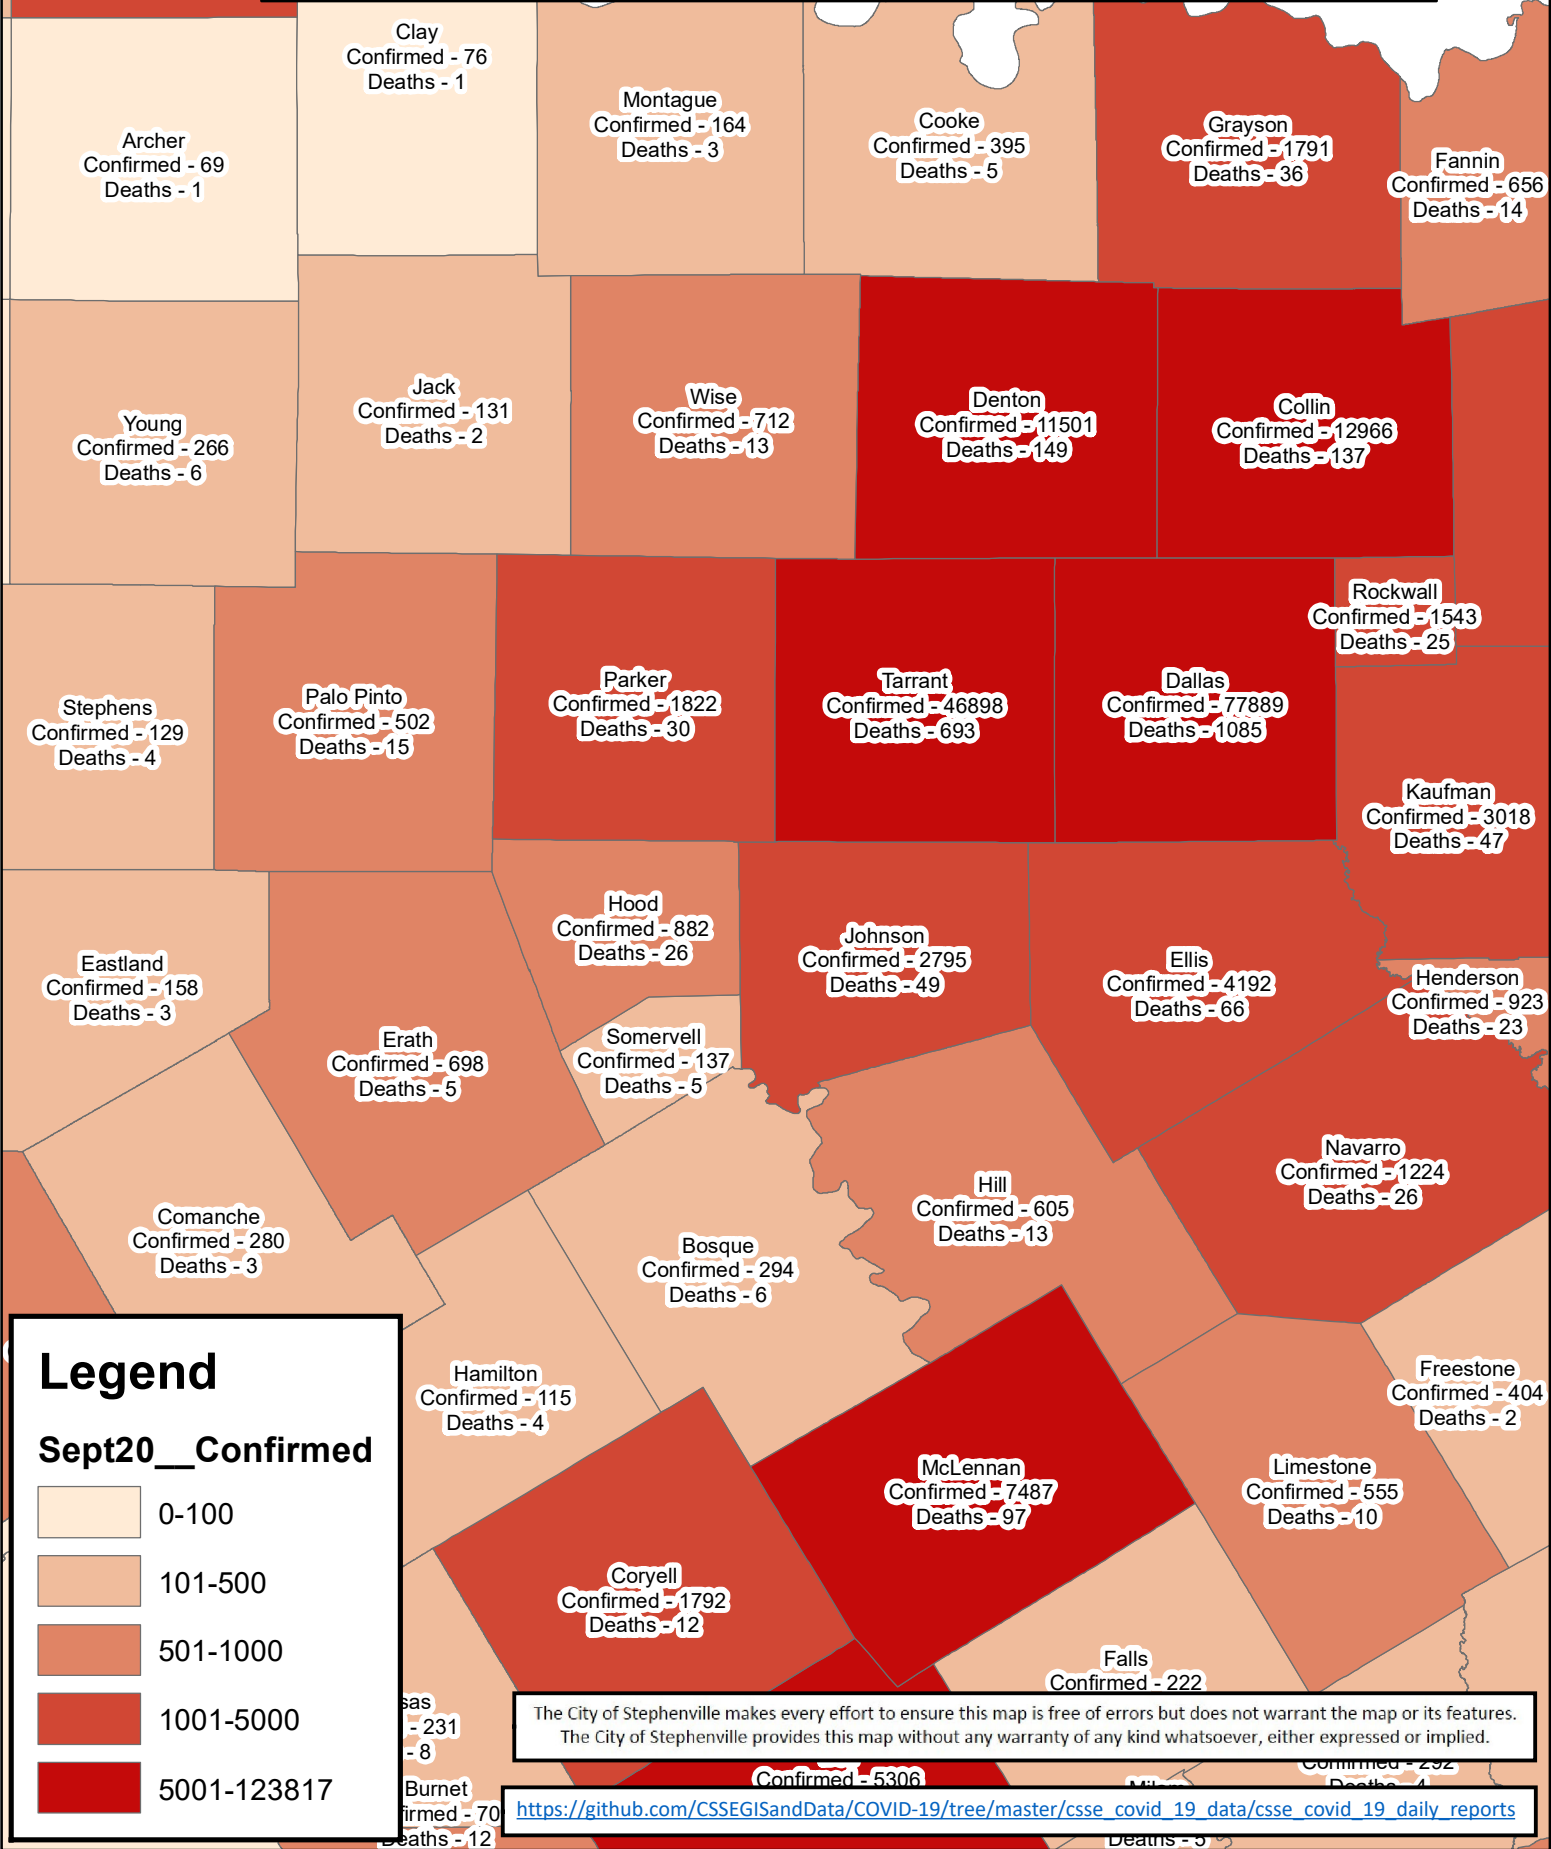 Clay
Confirmed - 76
Deaths - 1
Montague
Confirmed - 164
Deaths - 3
Cooke
Confirmed - 395
Deaths - 5
Grayson
Confirmed - 1791
Deaths - 36
Archer
Confirmed - 69
Deaths - 1
Fannin
Confirmed - 656
Deaths - 14
Young
Confirmed - 266
Deaths - 6
Jack
Confirmed - 131
Deaths - 2
Wise
Confirmed - 712
Deaths - 13
Denton
Confirmed - 11501
Deaths - 149
Collin
Confirmed - 12966
Deaths - 137
Rockwall
Confirmed - 1543
Deaths - 25
Stephens
Confirmed - 129
Deaths - 4
Palo Pinto
Confirmed - 502
Deaths - 15
Parker
Confirmed - 1822
Deaths - 30
Tarrant
Confirmed - 46898
Deaths - 693
Dallas
Confirmed - 77889
Deaths - 1085
Kaufman
Confirmed - 3018
Deaths - 47
Eastland
Confirmed - 158
Deaths - 3
Hood
Confirmed - 882
Deaths - 26
Johnson
Confirmed - 2795
Deaths - 49
Ellis
Confirmed - 4192
Deaths - 66
Henderson
Confirmed - 923
Deaths - 23
Erath
Confirmed - 698
Deaths - 5
Somervell
Confirmed - 137
Deaths - 5
Navarro
Confirmed - 1224
Deaths - 26
Comanche
Confirmed - 280
Deaths - 3
Bosque
Confirmed - 294
Deaths - 6
Hill
Confirmed - 605
Deaths - 13
Hamilton
Confirmed - 115
Deaths - 4
Freestone
Confirmed - 404
Deaths - 2
McLennan
Confirmed - 7487
Deaths - 97
Limestone
Confirmed - 555
Deaths - 10
Coryell
Confirmed - 1792
Deaths - 12
Falls
Confirmed - 222
Legend
Sept20__Confirmed
0-100
101-500
501-1000
1001-5000
5001-123817
sas
- 231
- 8
Burnet
firmed - 70
Deaths - 12
The City of Stephenville makes every effort to ensure this map is free of errors but does not warrant the map or its features.
The City of Stephenville provides this map without any warranty of any kind whatsoever, either expressed or implied.
Confirmed - 5306
Confirmed - 292
Deaths - 4
Milam
https://github.com/CSSEGISandData/COVID-19/tree/master/csse_covid_19_data/csse_covid_19_daily_reports
Deaths - 5